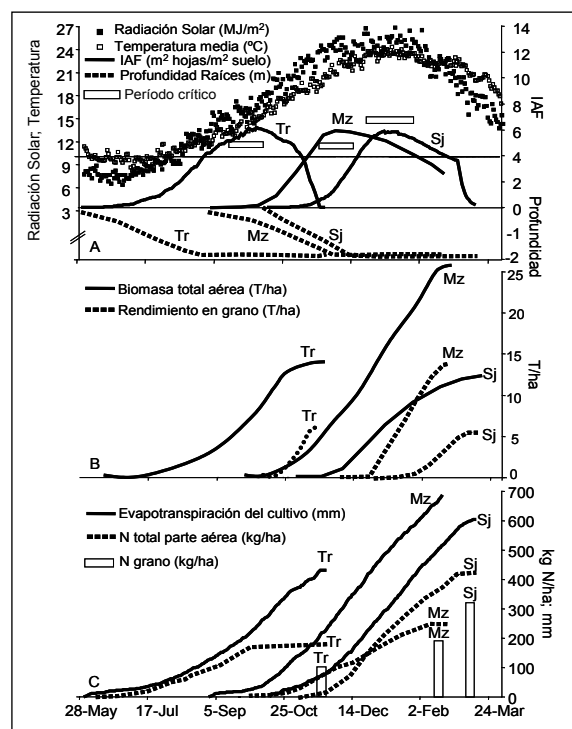 27
24
21
18
15
12
9
6
3
Radiación Solar, Temperatura
Radiación Solar (MJ/m²)
Temperatura media (ºC)
IAF (m² hojas/m² suelo)
Profundidad Raíces (m)
Período crítico
14
12
10
8
6
4
2
0
-1
-2
IAF
Profundidad
Tr
Mz
Sj
Tr
Mz
Sj
A
Biomasa total aérea (T/ha)
Rendimiento en grano (T/ha)
Mz
Tr
Mz
Sj
Tr
Sj
B
25
20
15
10
5
0
T/ha
Evapotranspiración del cultivo (mm)
N total parte aérea (kg/ha)
N grano (kg/ha)
Mz
Sj
Tr
Sj
Sj
Tr
Mz
Mz
Tr
C
700
600
500
400
300
200
100
0
kg N/ha; mm
28-May 17-Jul 5-Sep 25-Oct 14-Dec 2-Feb 24-Mar